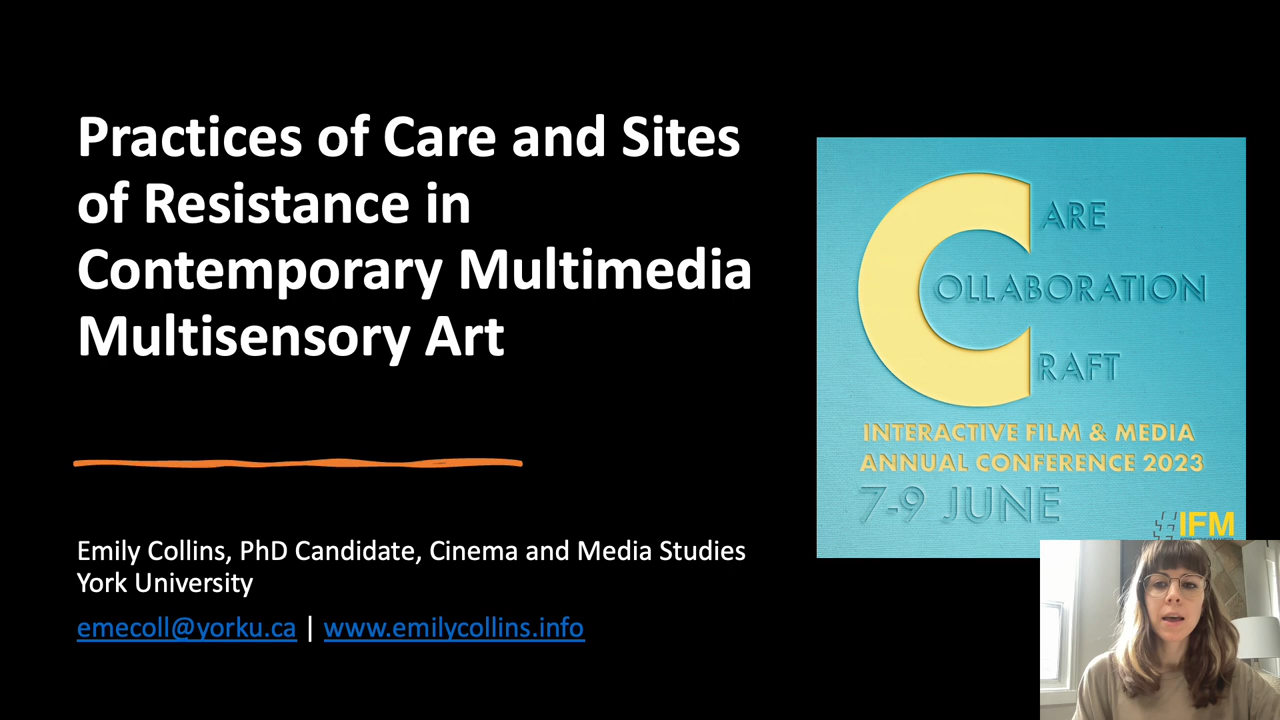 Practices of Care and Sites
of Resistance in
Contemporary Multimedia
Multisensory Art
Emily Collins, PhD Candidate, Cinema and Media Studies
York University
emecoll@yorku.ca | www.emilycollins.info
CARE
COLLABORATION
CRAFT
INTERACTIVE FILM & MEDIA
ANNUAL CONFERENCE 2023
7-9 JUNE
#IFM